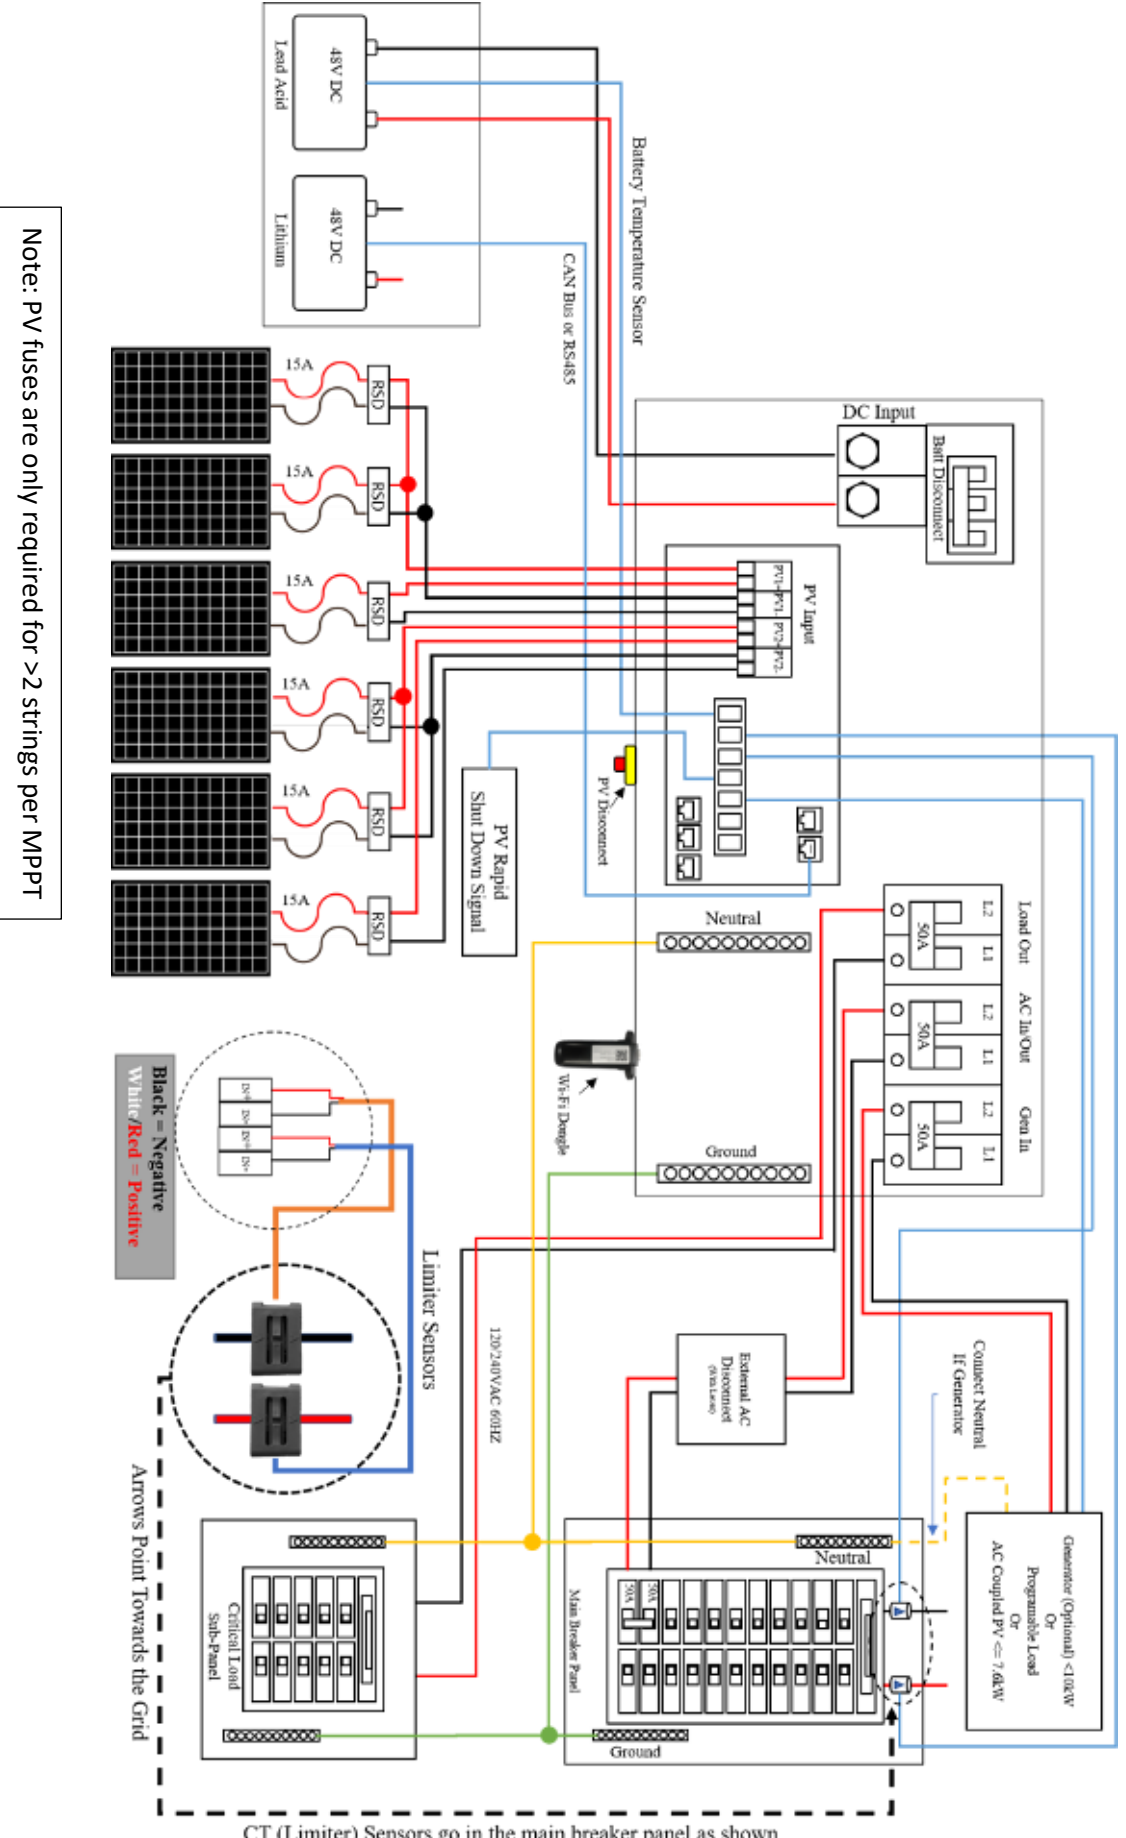 48V DC
Lead Acid
48V DC
Lithium
Battery Temperature Sensor
CAN Bus or RS485
DC Input
Batt Disconnect
PV Input
PV1+
PV1-
PV2+
PV2-
15A
RSD
15A
RSD
15A
RSD
15A
RSD
15A
RSD
15A
RSD
PV Rapid
Shut Down Signal
PV Disconnect
Neutral
Wi-Fi Dongle
Ground
Load Out
AC In/Out
Gen In
L2
L1
L2
L1
L2
L1
50A
50A
50A
Note: PV fuses are only required for >2 strings per MPPT
Black = Negative
White/Red = Positive
Limiter Sensors
120/240VAC 60HZ
External AC
Disconnect
Connect Neutral
If Generator
Generator (Optional) <10kW
Or
Programable Load
Or
AC Coupled PV <= 7.6kW
Neutral
50A
50A
Main Breaker Panel
Ground
Critical Load
Sub-Panel
Arrows Point Towards the Grid
CT (Limiter) Sensors go in the main breaker panel as shown